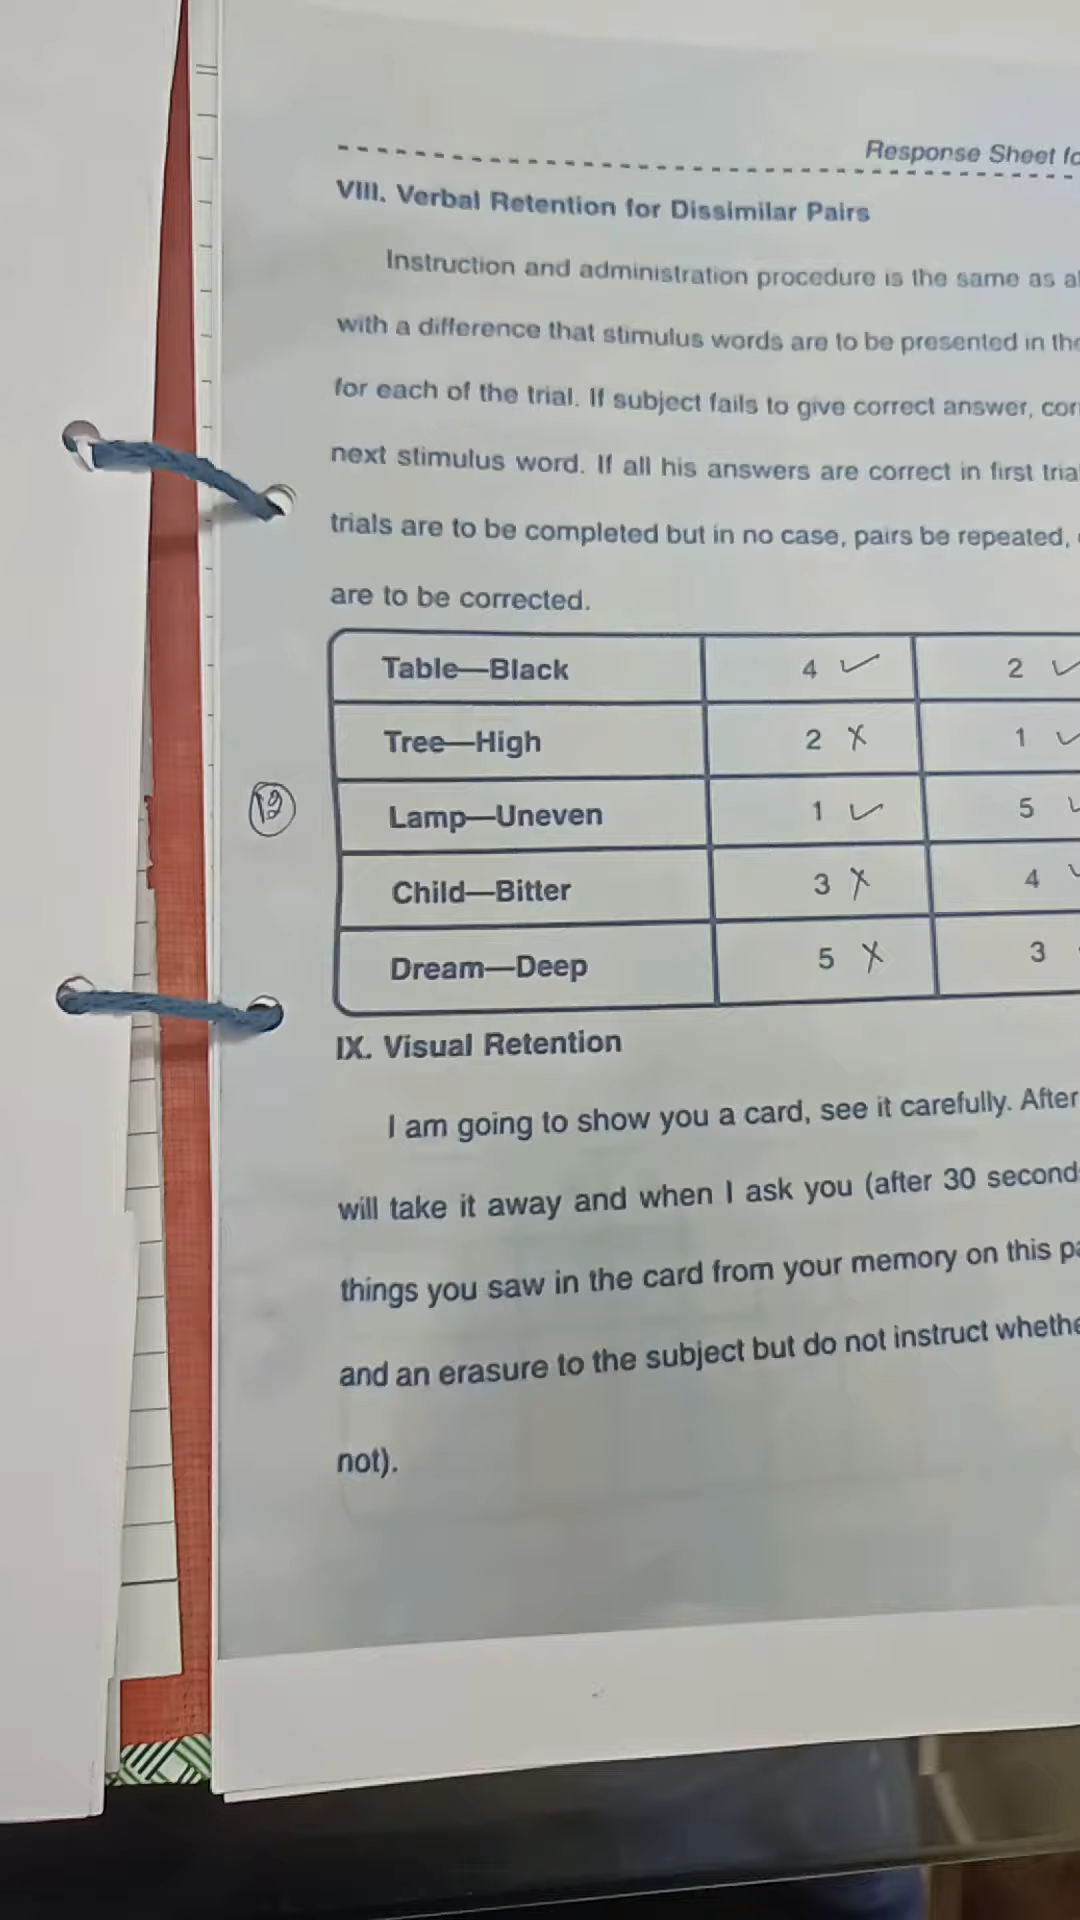 Response Sheet fo
VIII. Verbal Retention for Dissimilar Pairs
Instruction and administration procedure is the same as a
with a difference that stimulus words are to be presented in the
for each of the trial. If subject fails to give correct answer, cor
next stimulus word. If all his answers are correct in first tria
trials are to be completed but in no case, pairs be repeated,
are to be corrected.
Table—Black 4 ✓ 2 ✓
Tree—High 2 X 1 ✓
12 Lamp—Uneven 1 ✓ 5
Child—Bitter 3 X 4
Dream—Deep 5 X 3
IX. Visual Retention
I am going to show you a card, see it carefully. After
will take it away and when I ask you (after 30 second
things you saw in the card from your memory on this pa
and an erasure to the subject but do not instruct whethe
not).